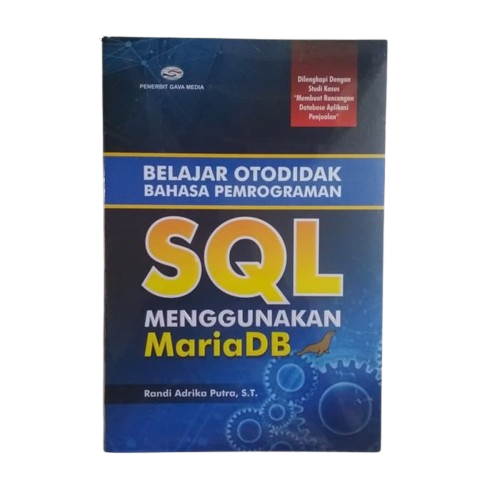 PENERBIT GAVA MEDIA
Dilengkapi Dengan
Studi Kasus
"Membuat Rancangan
Database Aplikasi
Penjualan"
BELAJAR OTODIDAK
BAHASA PEMROGRAMAN
SQL
MENGGUNAKAN
MariaDB
Randi Adrika Putra, S.T.